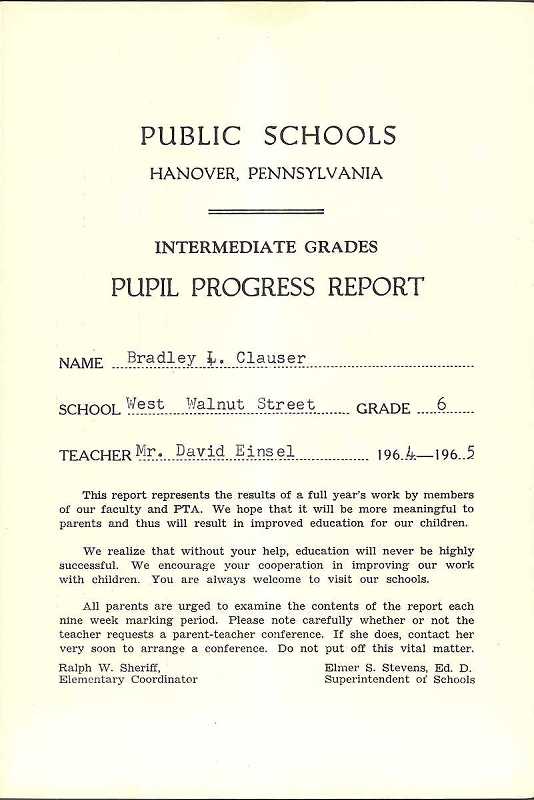 PUBLIC SCHOOLS
HANOVER, PENNSYLVANIA
INTERMEDIATE GRADES
PUPIL PROGRESS REPORT
NAME Bradley L. Clauser
SCHOOL West Walnut Street GRADE 6
TEACHER Mr. David Einsel 1964—1965
This report represents the results of a full year's work by members
of our faculty and PTA. We hope that it will be more meaningful to
parents and thus will result in improved education for our children.
We realize that without your help, education will never be highly
successful. We encourage your cooperation in improving our work
with children. You are always welcome to visit our schools.
All parents are urged to examine the contents of the report each
nine week marking period. Please note carefully whether or not the
teacher requests a parent-teacher conference. If she does, contact her
very soon to arrange a conference. Do not put off this vital matter.
Ralph W. Sheriff, Elmer S. Stevens, Ed. D.
Elementary Coordinator Superintendent of Schools